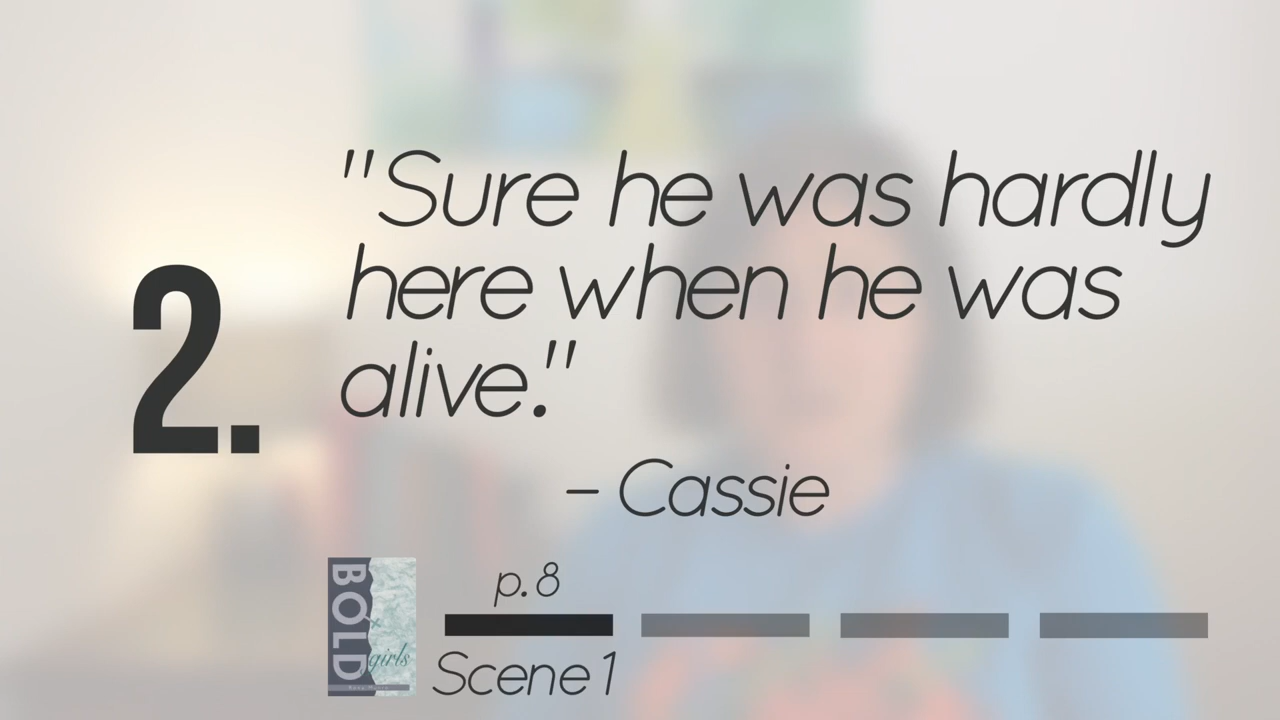 2.
"Sure he was hardly
here when he was
alive."
– Cassie
BOLD
girls
p.8
Scene 1